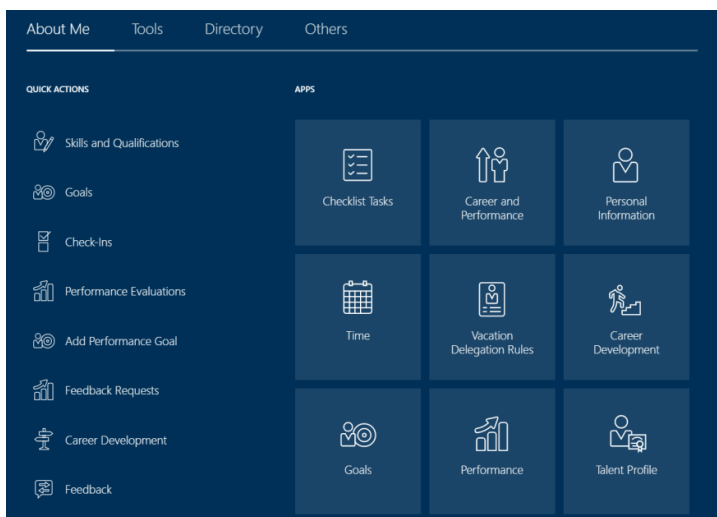 About Me Tools Directory Others
QUICK ACTIONS
Skills and Qualifications
Goals
Check-Ins
Performance Evaluations
Add Performance Goal
Feedback Requests
Career Development
Feedback
APPS
Checklist Tasks
Career and
Performance
Personal
Information
Time
Vacation
Delegation Rules
Career
Development
Goals
Performance
Talent Profile